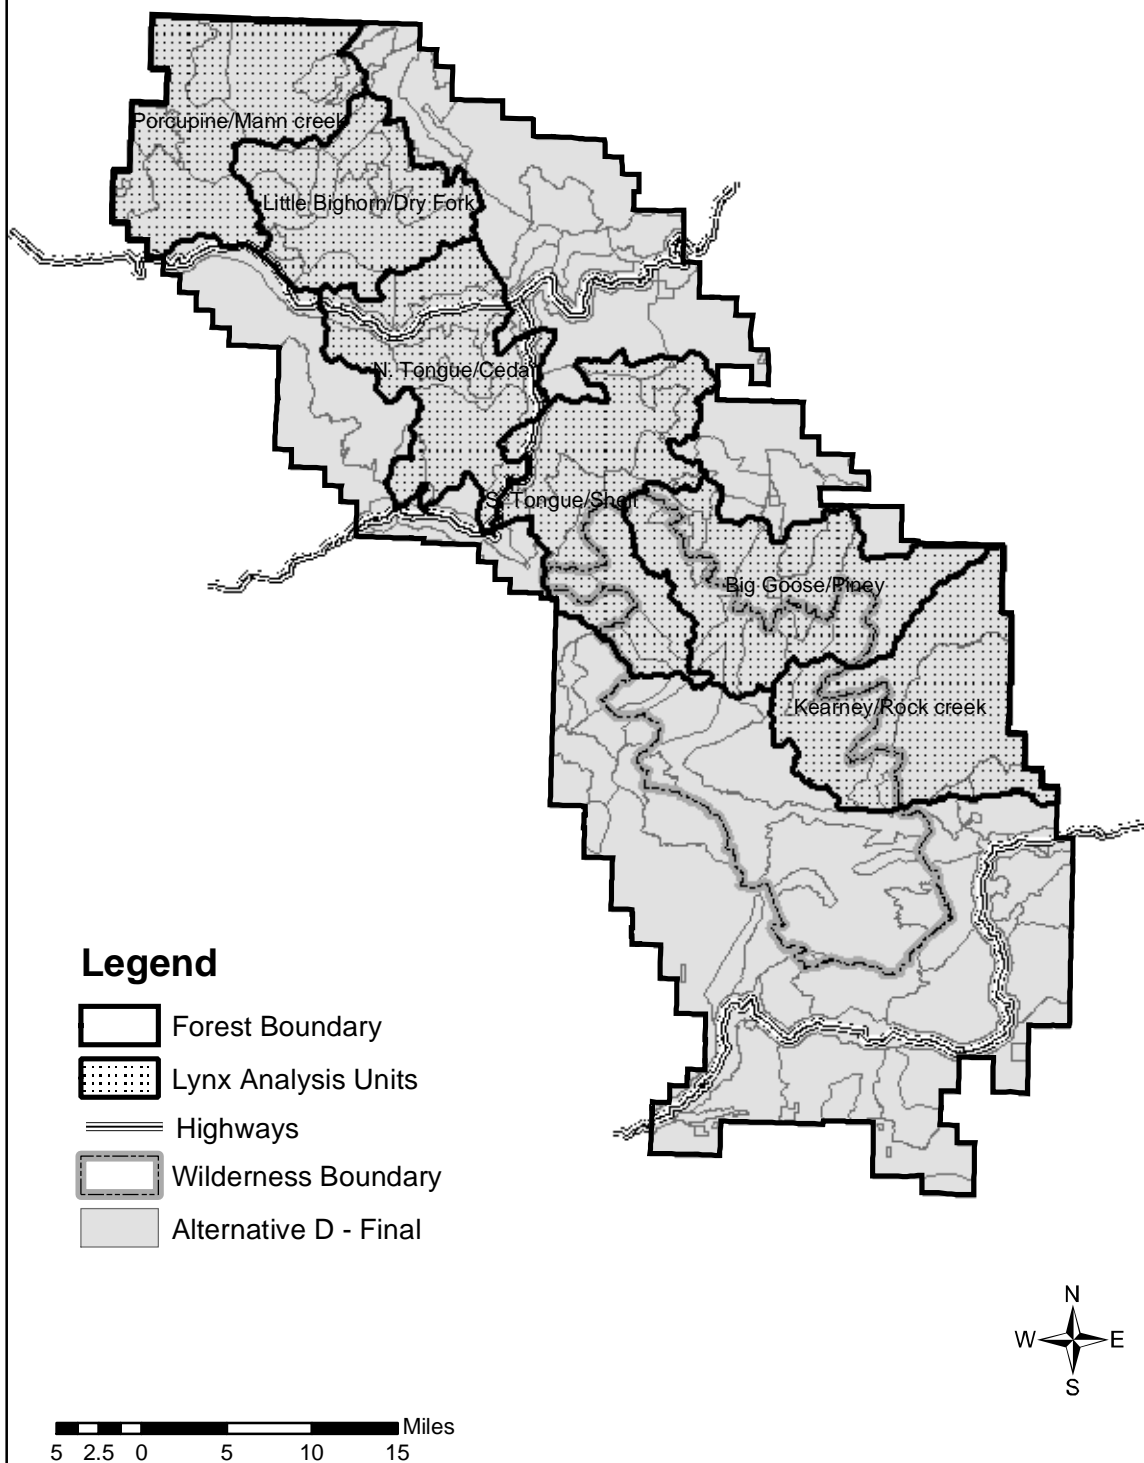 Porcupine/Mann creek
Little Bighorn/Dry Fork
N. Tongue/Cedar
S. Tongue/Shell
Big Goose/Piney
Kearney/Rock creek
Legend
Forest Boundary
Lynx Analysis Units
Highways
Wilderness Boundary
Alternative D - Final
N
W E
S
Miles
5 2.5 0 5 10 15